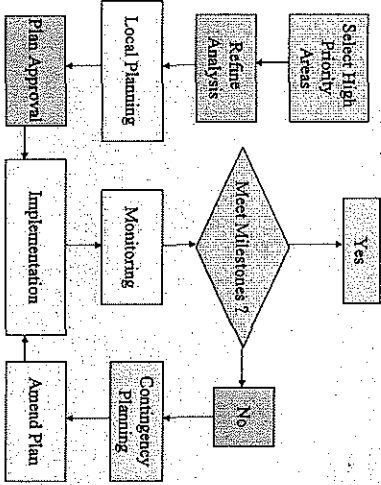 Select High
Priority
Areas
Refine
Analysis
Local Planning
Plan Approval
Implementation
Monitoring
Meet Milestones ?
Yes
No
Contingency
Planning
Amend Plan